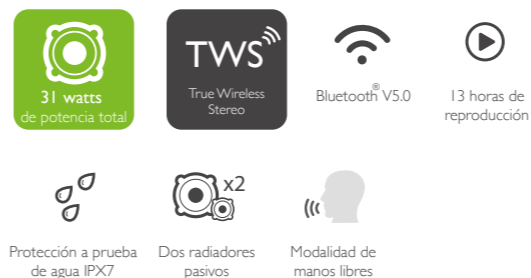 31 watts
de potencia total
TWS
True Wireless
Stereo
Bluetooth® V5.0
13 horas de
reproducción
x2
Protección a prueba
de agua IPX7
Dos radiadores
pasivos
Modalidad de
manos libres